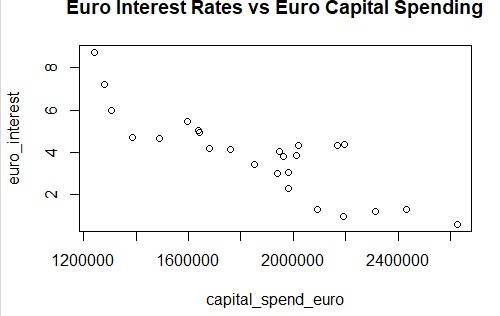 Euro Interest Rates vs Euro Capital Spending
8
6
4
2
euro_interest
1200000 1600000 2000000 2400000
capital_spend_euro